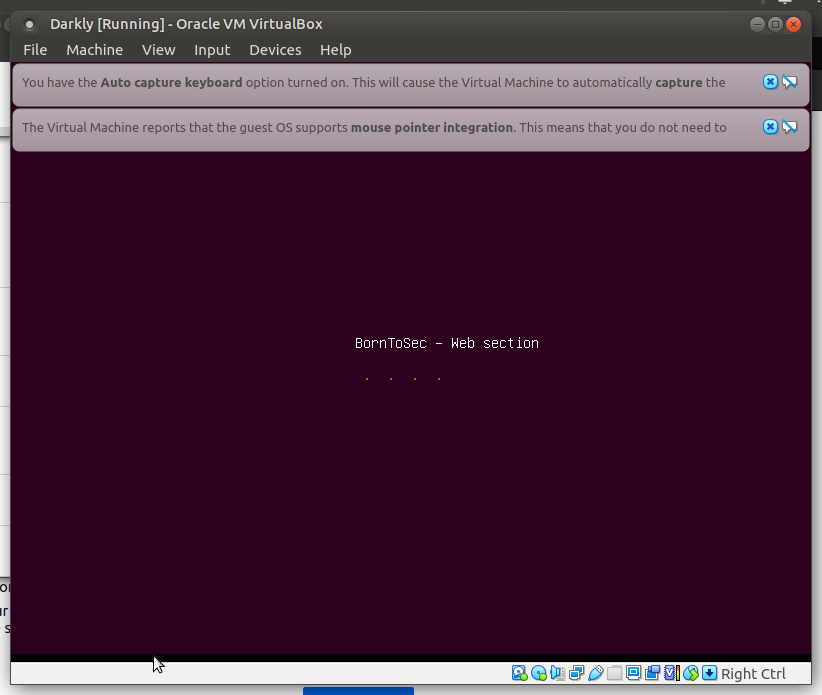 Darkly [Running] - Oracle VM VirtualBox
File Machine View Input Devices Help
You have the Auto capture keyboard option turned on. This will cause the Virtual Machine to automatically capture the
The Virtual Machine reports that the guest OS supports mouse pointer integration. This means that you do not need to
BornToSec - Web section
. . . .
Right Ctrl